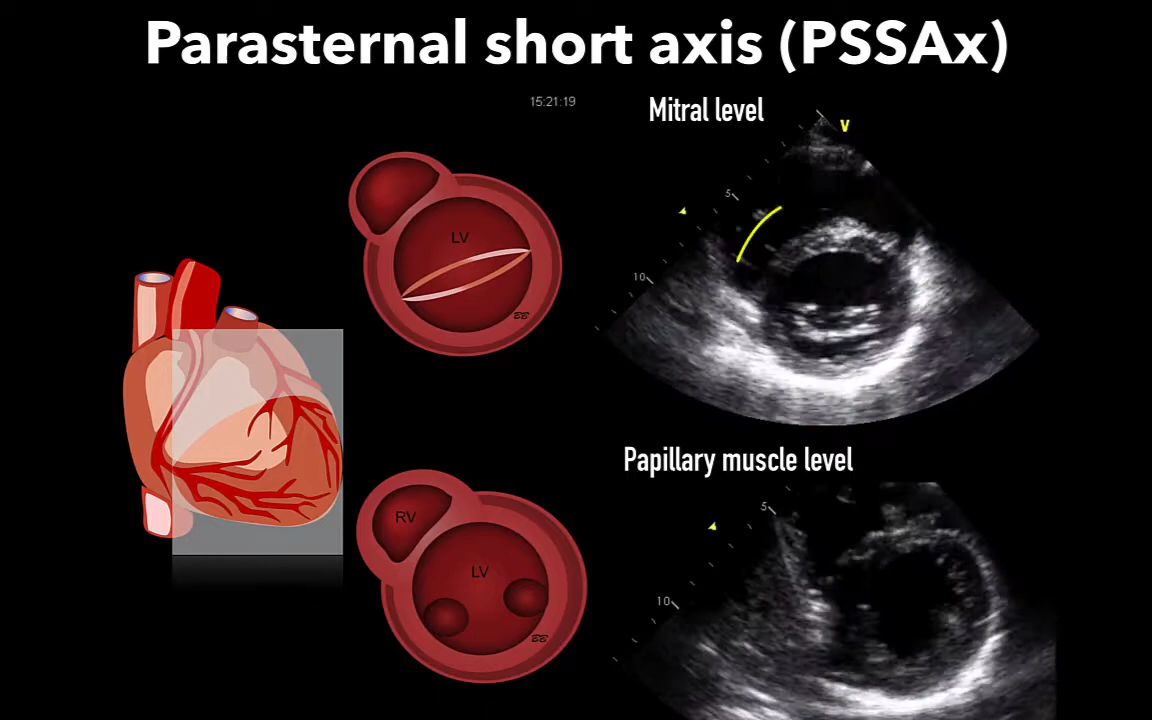 Parasternal short axis (PSSAx)
15:21:19
Mitral level
V
5
10
LV
Papillary muscle level
5
10
RV
LV